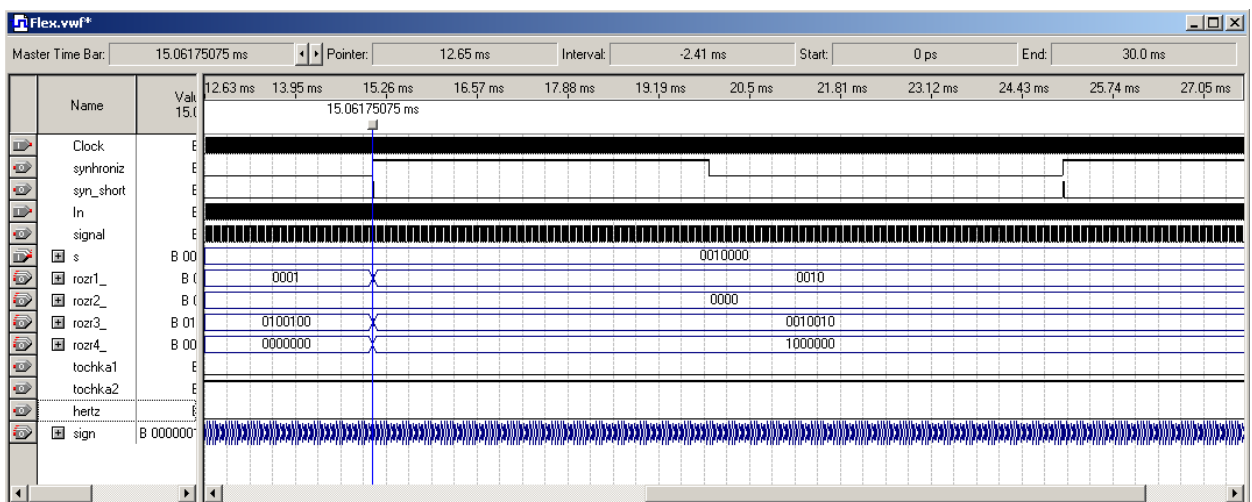 Flex.vwf*
Master Time Bar: 15.06175075 ms Pointer: 12.65 ms Interval: -2.41 ms Start: 0 ps End: 30.0 ms
Name
12.63 ms 13.95 ms 15.26 ms 16.57 ms 17.88 ms 19.19 ms 20.5 ms 21.81 ms 23.12 ms 24.43 ms 25.74 ms 27.05 ms
15.06175075 ms
Clock
synhroniz
syn_short
In
signal
s B 00 0010000
rozr1_ 0001 0010
rozr2_ 0000
rozr3_ B 01 0100100 0010010
rozr4_ B 00 0000000 1000000
tochka1
tochka2
hertz
sign